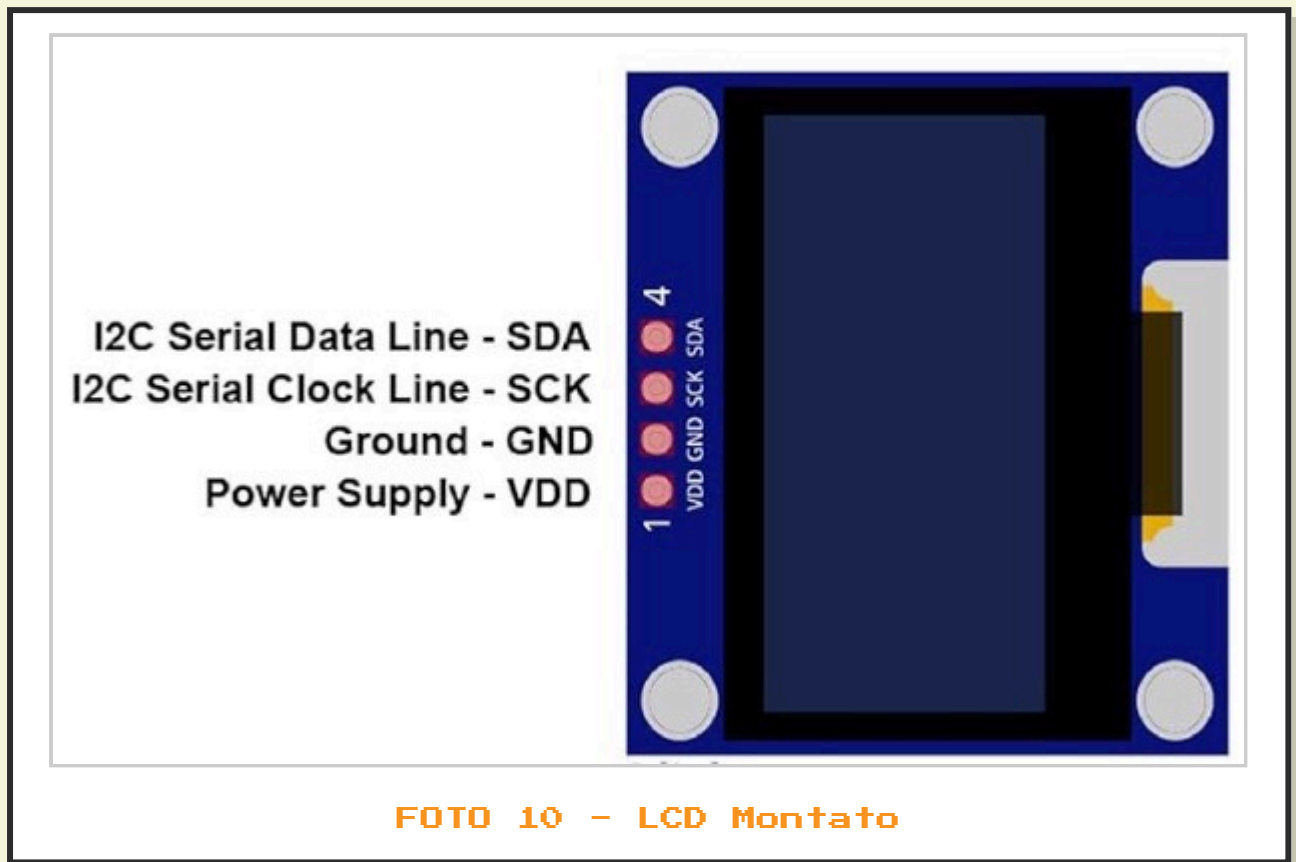 I2C Serial Data Line - SDA
I2C Serial Clock Line - SCK
Ground - GND
Power Supply - VDD
4
SDA
SCK
GND
VDD
1
FOTO 10 - LCD Montato